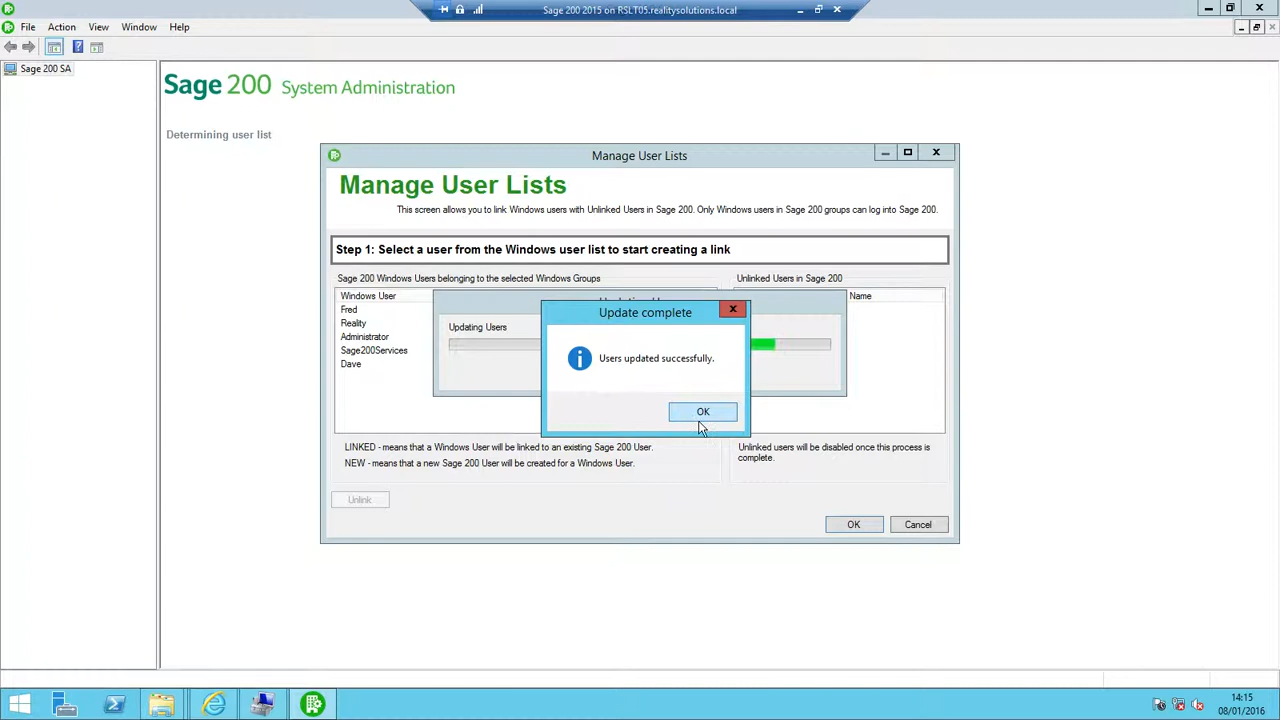 Sage 200 2015 on RSLT05.realitysolutions.local
File Action View Window Help
Sage 200 SA
Sage 200 System Administration
Determining user list
Manage User Lists
Manage User Lists
This screen allows you to link Windows users with Unlinked Users in Sage 200. Only Windows users in Sage 200 groups can log into Sage 200.
Step 1: Select a user from the Windows user list to start creating a link
Sage 200 Windows Users belonging to the selected Windows Groups
Unlinked Users in Sage 200
Windows User
Name
Fred
Reality
Administrator
Sage200Services
Dave
Updating Users
Update complete
Users updated successfully.
OK
LINKED - means that a Windows User will be linked to an existing Sage 200 User.
NEW - means that a new Sage 200 User will be created for a Windows User.
Unlinked users will be disabled once this process is
complete.
Unlink
OK Cancel
14:15
08/01/2016